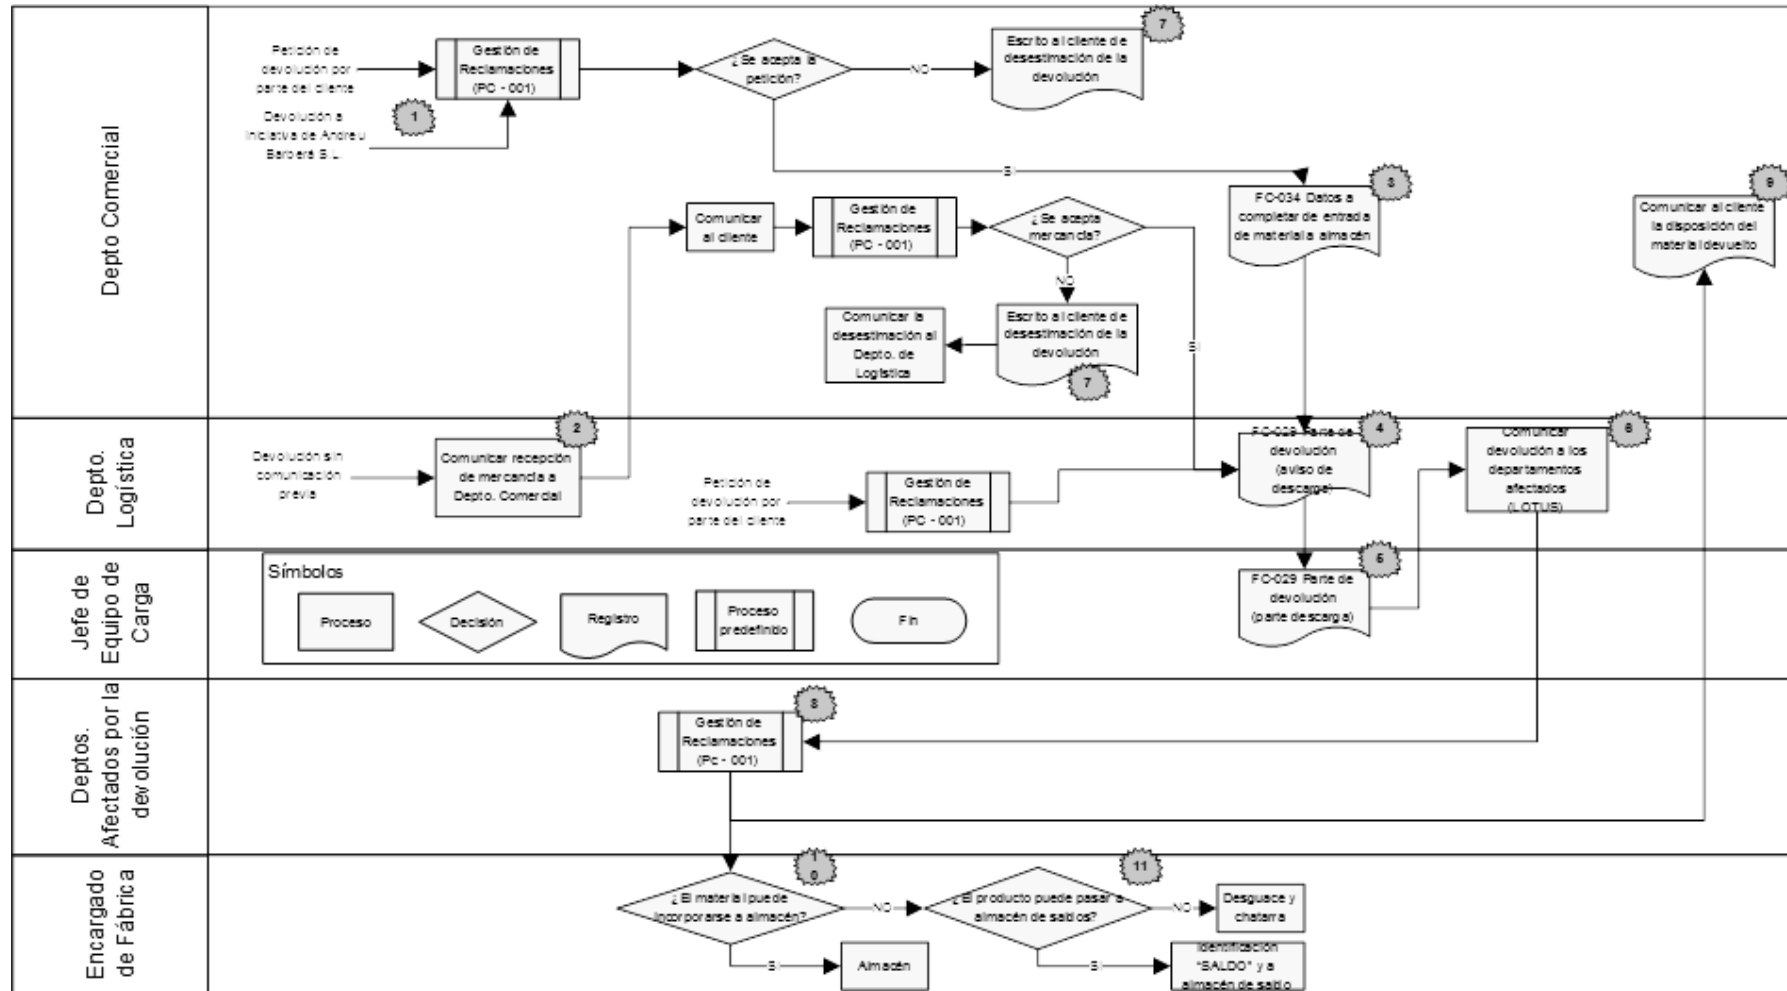 Depto Comercial
Petición de
devolución por
parte del cliente
Gestión de
Reclamaciones
(PC - 001)
¿Se acepta la
petición?
NO
Escrito al cliente de
desestimación de la
devolución
7
Devolución a
iniciativa de Andreu
Barberá S.L.
1
SI
FC-034 Datos a
completar de entrada
de material a almacén
3
Comunicar al cliente
la disposición del
material devuelto
9
Comunicar
al cliente
Gestión de
Reclamaciones
(PC - 001)
¿Se acepta
mercancía?
NO
SI
Comunicar la
desestimación al
Depto. de
Logística
Escrito al cliente de
desestimación de la
devolución
7
Depto.
Logística
Devolución sin
comunicación
previa
Comunicar recepción
de mercancía a
Depto. Comercial
2
Petición de
devolución por
parte del cliente
Gestión de
Reclamaciones
(PC - 001)
FC-029 Parte de
devolución
(aviso de
descarga)
4
Comunicar
devolución a los
departamentos
afectados
(LOTUS)
6
Jefe de
Equipo de
Carga
Símbolos
Proceso
Decisión
Registro
Proceso
predefinido
Fin
FC-029 Parte de
devolución
(parte descarga)
5
Deptos.
Afectados por la
devolución
Gestión de
Reclamaciones
(Pc - 001)
8
Encargado
de Fábrica
¿El material puede
incorporarse a almacén?
1
0
NO
¿El producto puede pasar a
almacén de saldos?
11
NO
Desguace y
chatarra
SI
Almacén
SI
Identificación
"SALDO" y a
almacén de saldo